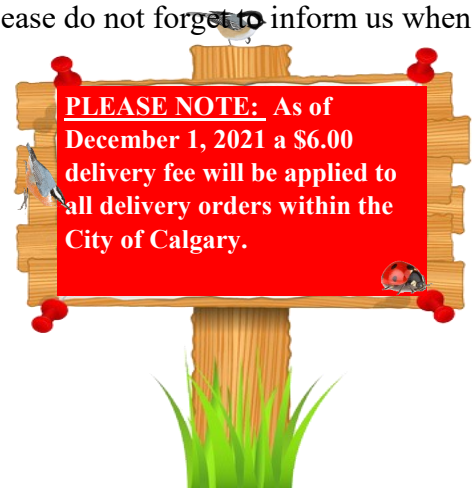 ease do not forget to inform us when
PLEASE NOTE: As of
December 1, 2021 a $6.00
delivery fee will be applied to
all delivery orders within the
City of Calgary.